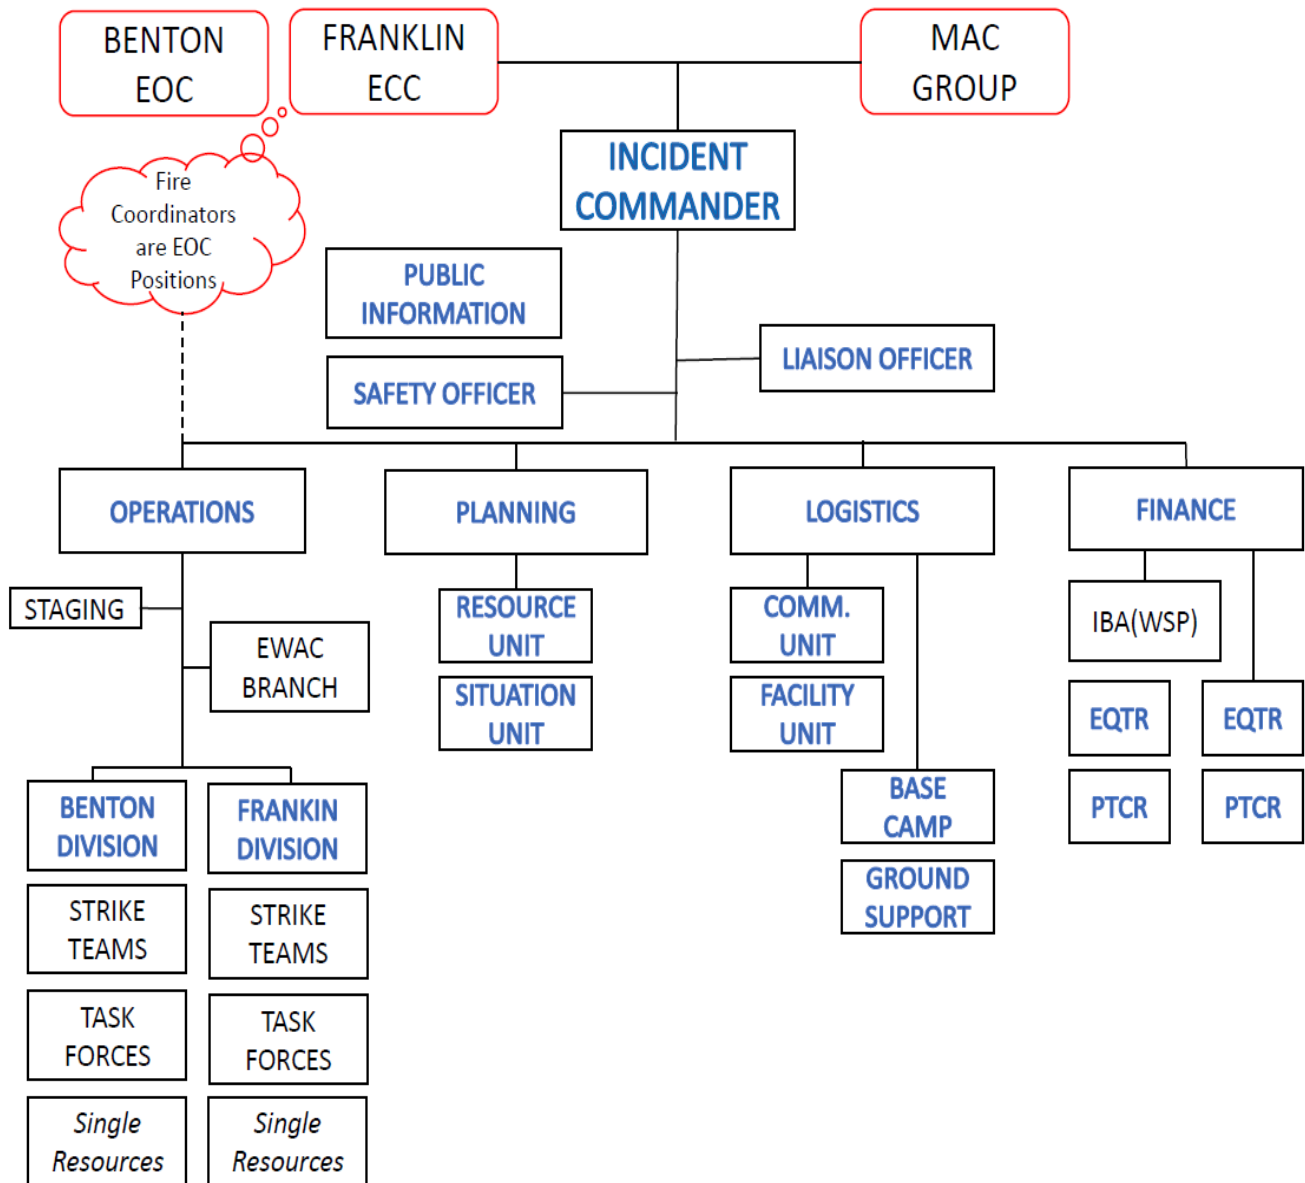 BENTON
EOC
FRANKLIN
ECC
MAC
GROUP
INCIDENT
COMMANDER
Fire
Coordinators
are EOC
Positions
PUBLIC
INFORMATION
LIAISON OFFICER
SAFETY OFFICER
OPERATIONS
PLANNING
LOGISTICS
FINANCE
STAGING
EWAC
BRANCH
RESOURCE
UNIT
SITUATION
UNIT
COMM.
UNIT
FACILITY
UNIT
BASE
CAMP
GROUND
SUPPORT
IBA(WSP)
EQTR
EQTR
PTCR
PTCR
BENTON
DIVISION
FRANKIN
DIVISION
STRIKE
TEAMS
STRIKE
TEAMS
TASK
FORCES
TASK
FORCES
Single
Resources
Single
Resources